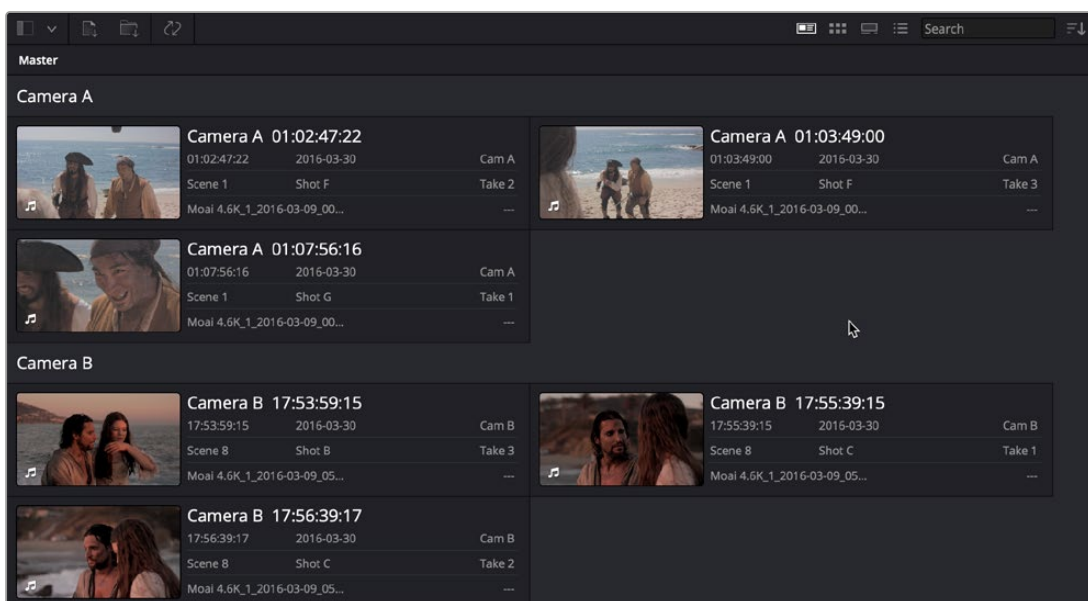 Search
Master
Camera A
Camera A 01:02:47:22
01:02:47:22 2016-03-30 Cam A
Scene 1 Shot F Take 2
Moai 4.6K_1_2016-03-09_00... ---
Camera A 01:03:49:00
01:03:49:00 2016-03-30 Cam A
Scene 1 Shot F Take 3
Moai 4.6K_1_2016-03-09_00... ---
Camera A 01:07:56:16
01:07:56:16 2016-03-30 Cam A
Scene 1 Shot G Take 1
Moai 4.6K_1_2016-03-09_00... ---
Camera B
Camera B 17:53:59:15
17:53:59:15 2016-03-30 Cam B
Scene 8 Shot B Take 3
Moai 4.6K_1_2016-03-09_05... ---
Camera B 17:55:39:15
17:55:39:15 2016-03-30 Cam B
Scene 8 Shot C Take 1
Moai 4.6K_1_2016-03-09_05... ---
Camera B 17:56:39:17
17:56:39:17 2016-03-30 Cam B
Scene 8 Shot C Take 2
Moai 4.6K_1_2016-03-09_05... ---